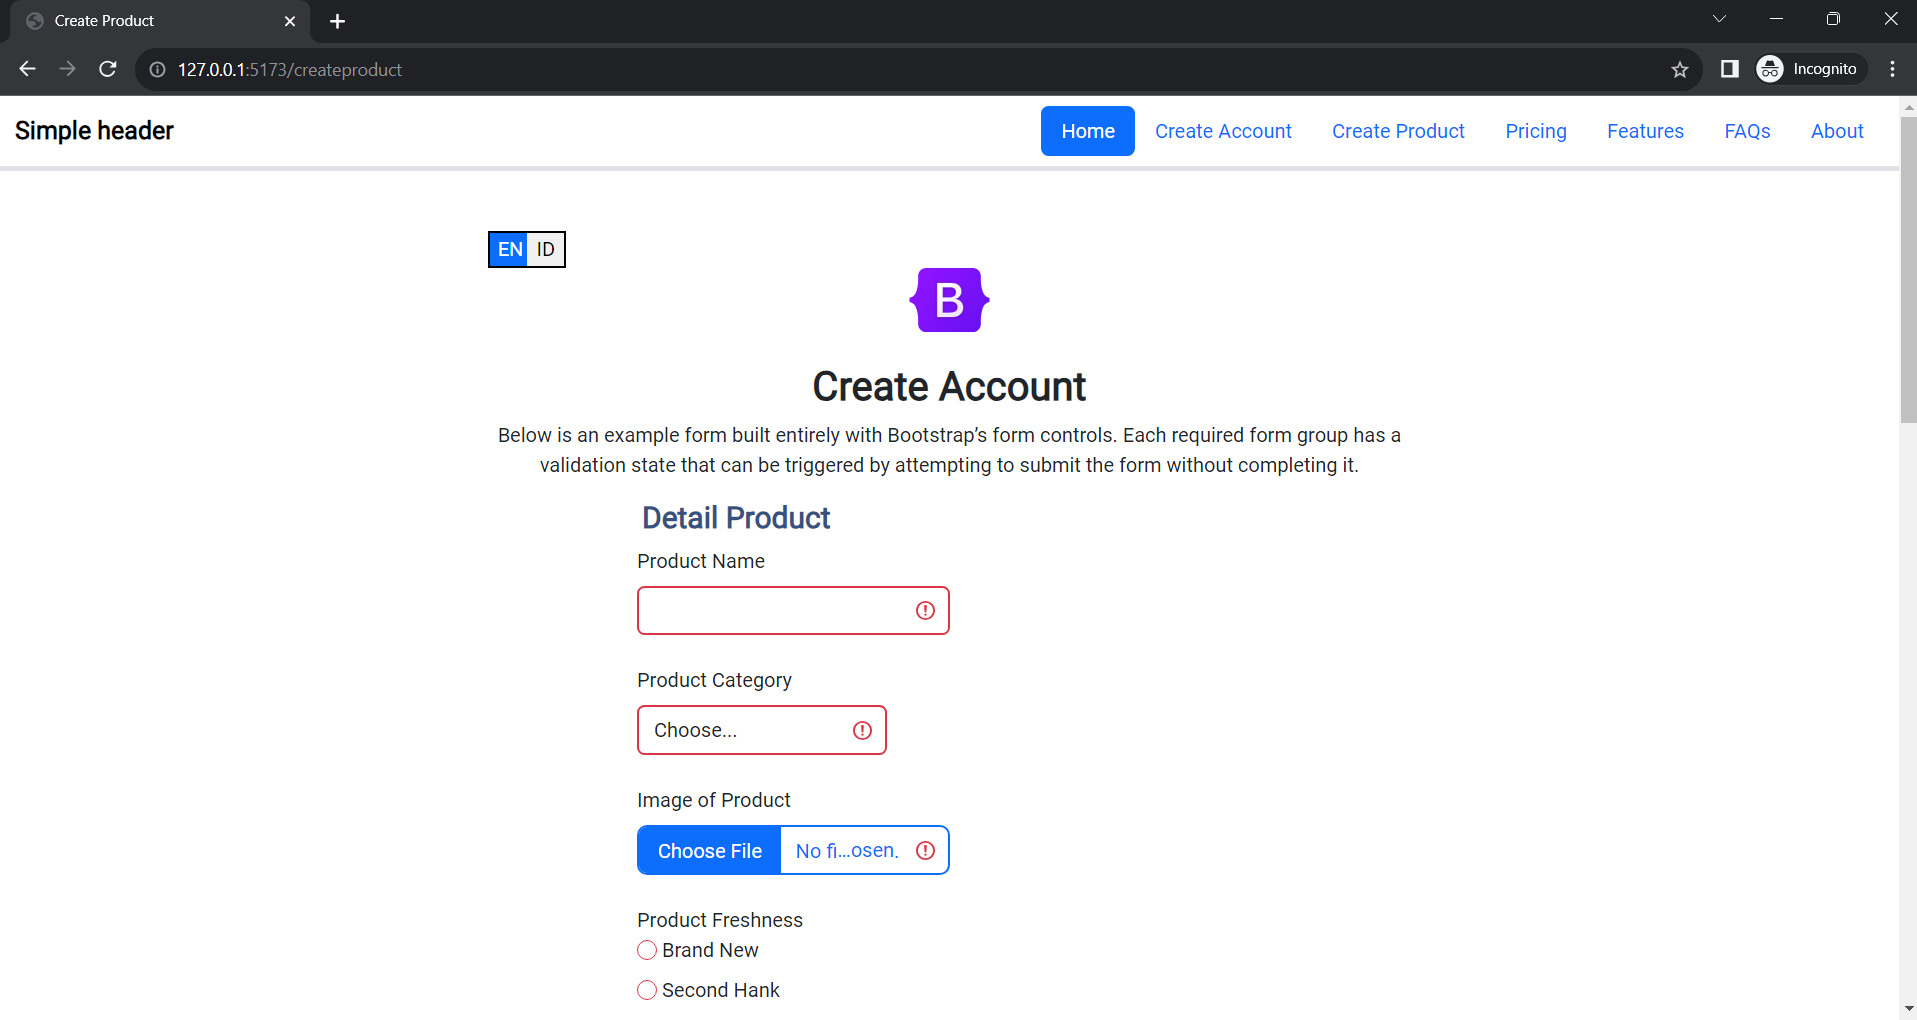 Create Product
127.0.0.1:5173/createproduct
Incognito
Simple header
Home Create Account Create Product Pricing Features FAQs About
EN ID
B
Create Account
Below is an example form built entirely with Bootstrap’s form controls. Each required form group has a
validation state that can be triggered by attempting to submit the form without completing it.
Detail Product
Product Name
Product Category
Choose...
Image of Product
Choose File No fi...osen.
Product Freshness
Brand New
Second Hank